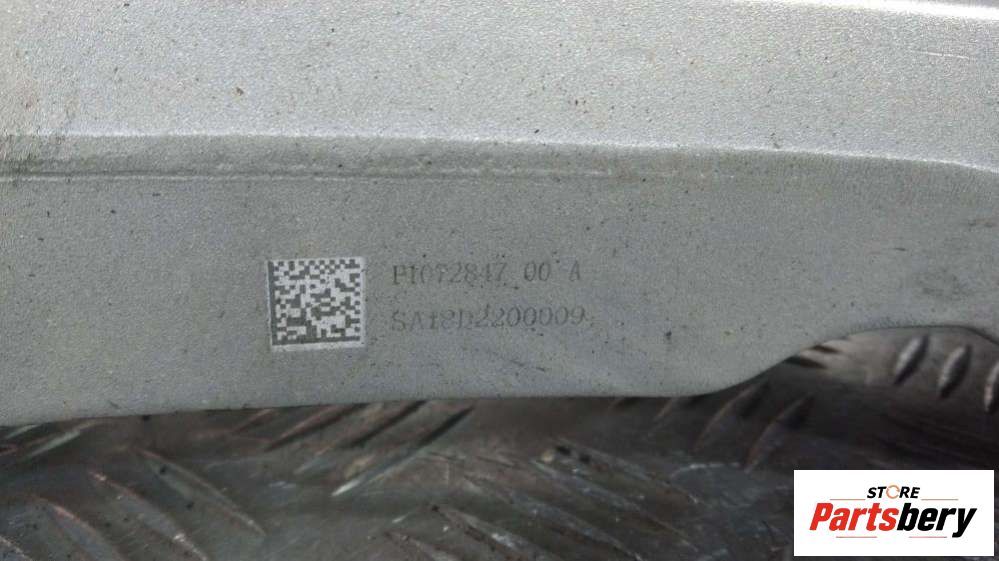 P1072847 00 A
SA18D2200009
STORE
Partsbery